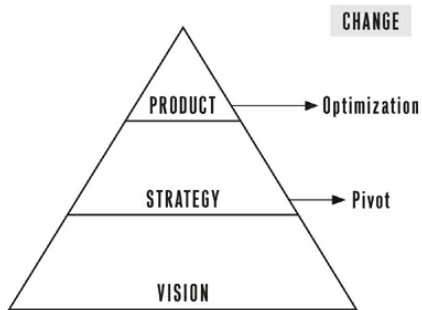 CHANGE
PRODUCT
Optimization
STRATEGY
Pivot
VISION